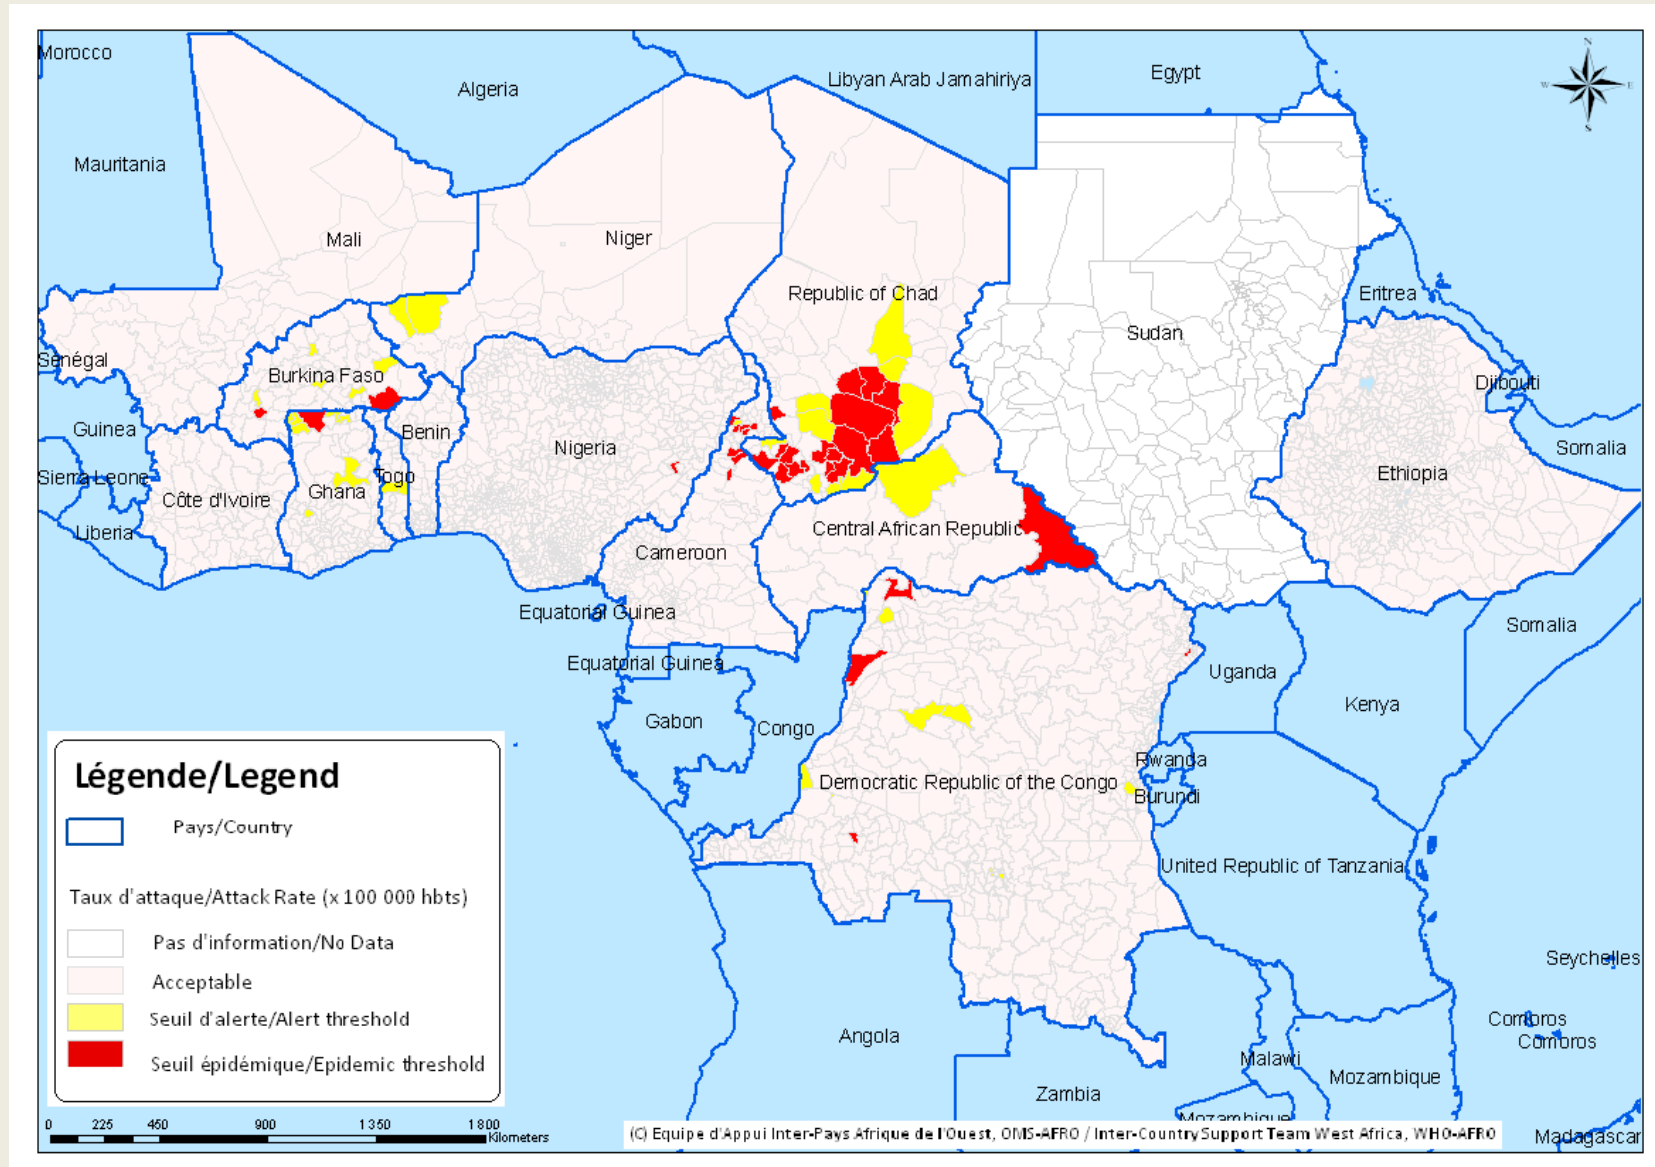 Morocco
Algeria
Libyan Arab Jamahiriya
Egypt
N
W
E
S
Mauritania
Mali
Niger
Republic of Chad
Eritrea
Sudan
Sénégal
Burkina Faso
Djibouti
Guinea
Benin
Nigeria
Somalia
Sierra Leone
Togo
Ethiopia
Côte d'Ivoire
Ghana
Liberia
Central African Republic
Cameroon
Equatorial Guinea
Somalia
Equatorial Guinea
Uganda
Kenya
Gabon
Congo
Rwanda
Democratic Republic of the Congo
Burundi
United Republic of Tanzania
Seychelles
Comoros
Comoros
Angola
Malawi
Mozambique
Zambia
Mozambique
Madagascar
Légende/Legend
Pays/Country
Taux d'attaque/Attack Rate (x 100 000 hbts)
Pas d'information/No Data
Acceptable
Seuil d'alerte/Alert threshold
Seuil épidémique/Epidemic threshold
0 225 450 900 1 350 1 800
Kilometers
(C) Equipe d'Appui Inter-Pays Afrique de l'Ouest, OMS-AFRO / Inter-Country Support Team West Africa, WHO-AFRO